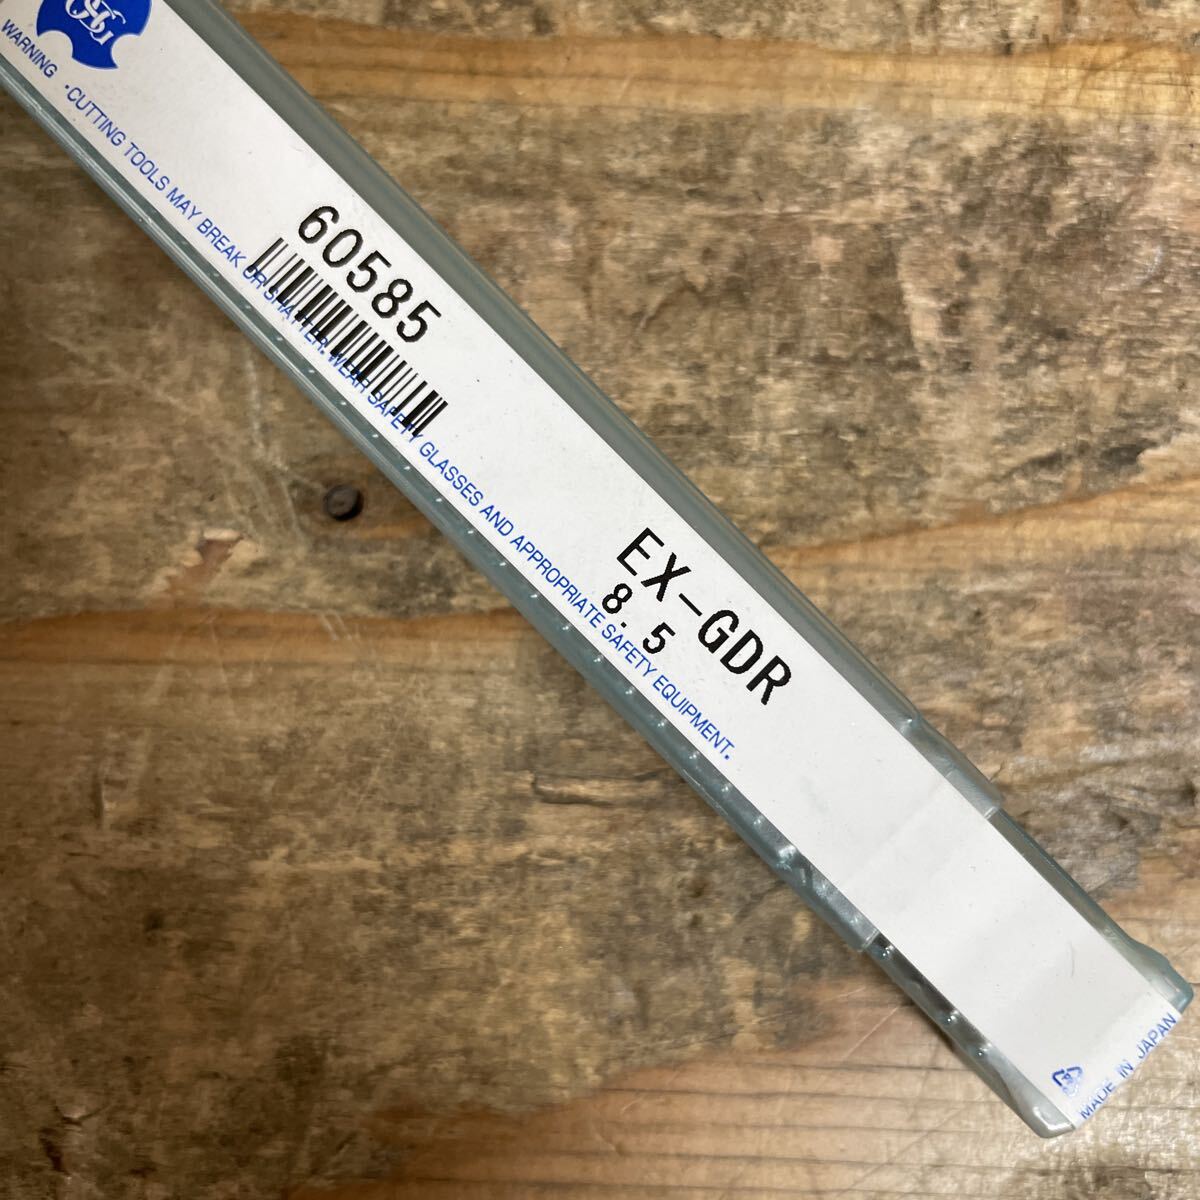 OSG
WARNING ・CUTTING TOOLS MAY BREAK OR SHATTER. WEAR SAFETY GLASSES AND APPROPRIATE SAFETY EQUIPMENT.
60585
EX-GDR
8.5
MADE IN JAPAN